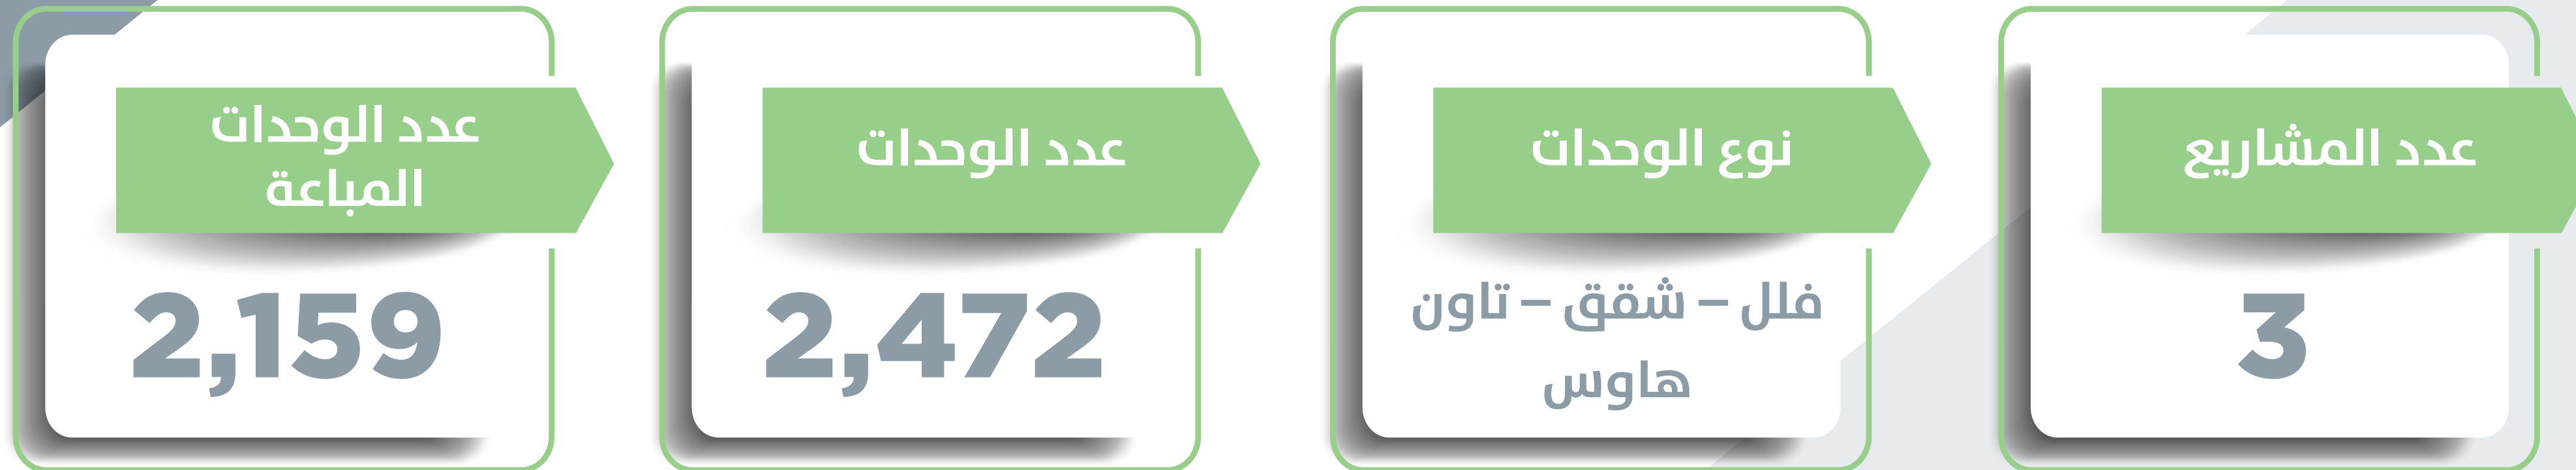 عدد المشاريع
3
نوع الوحدات
فلل – شقق – تاون
هاوس
عدد الوحدات
2,472
عدد الوحدات
المباعة
2,159